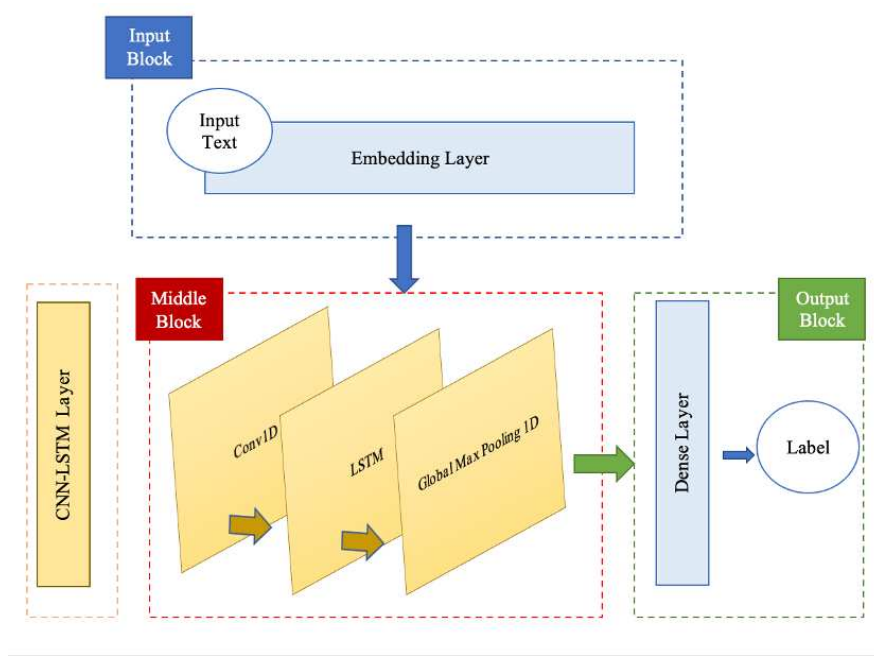 Input
Block
Input
Text
Embedding Layer
CNN-LSTM Layer
Middle
Block
Conv1D
LSTM
Global Max Pooling 1D
Output
Block
Dense Layer
Label